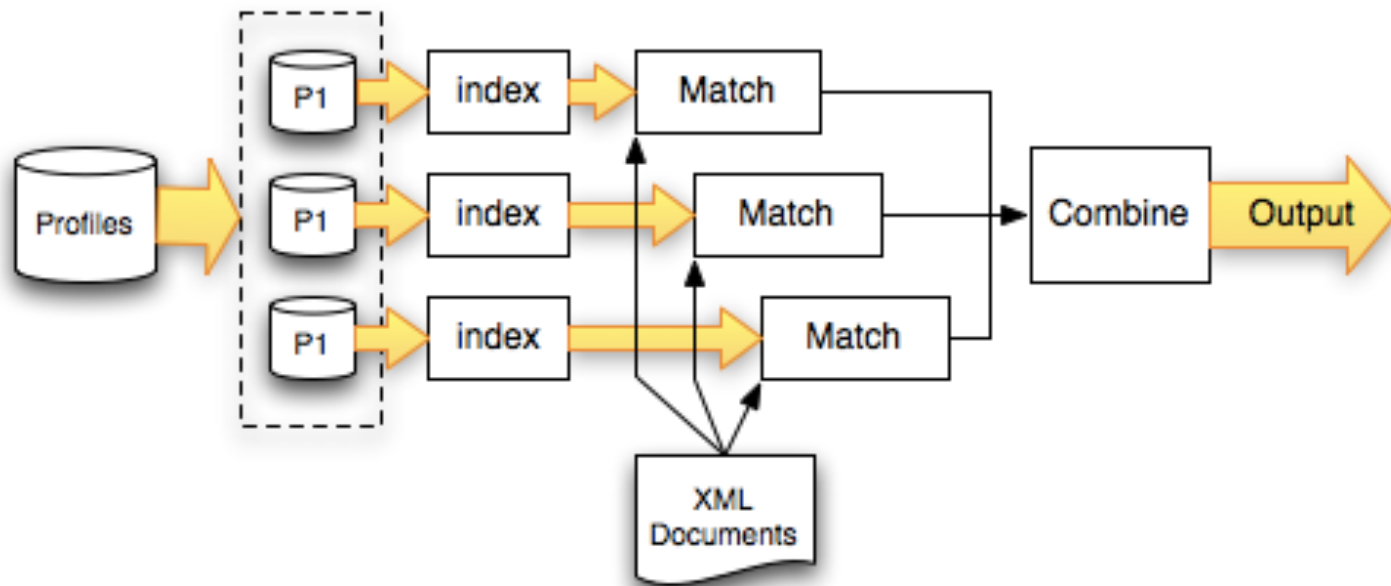 P1
index
Match
Profiles
P1
index
Match
Combine
Output
P1
index
Match
XML
Documents